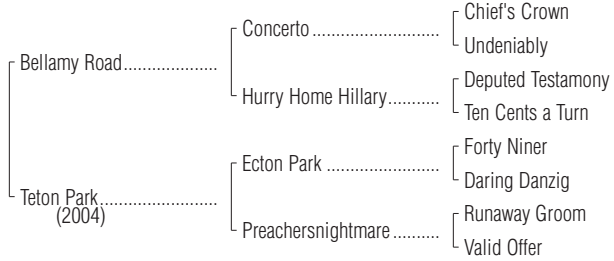 Chief's Crown
Concerto ..............................
Undeniably
Bellamy Road......................
Deputed Testamony
Hurry Home Hillary............
Ten Cents a Turn
Forty Niner
Ecton Park ..........................
Daring Danzig
Teton Park...........................
(2004)
Runaway Groom
Preachersnightmare ..........
Valid Offer